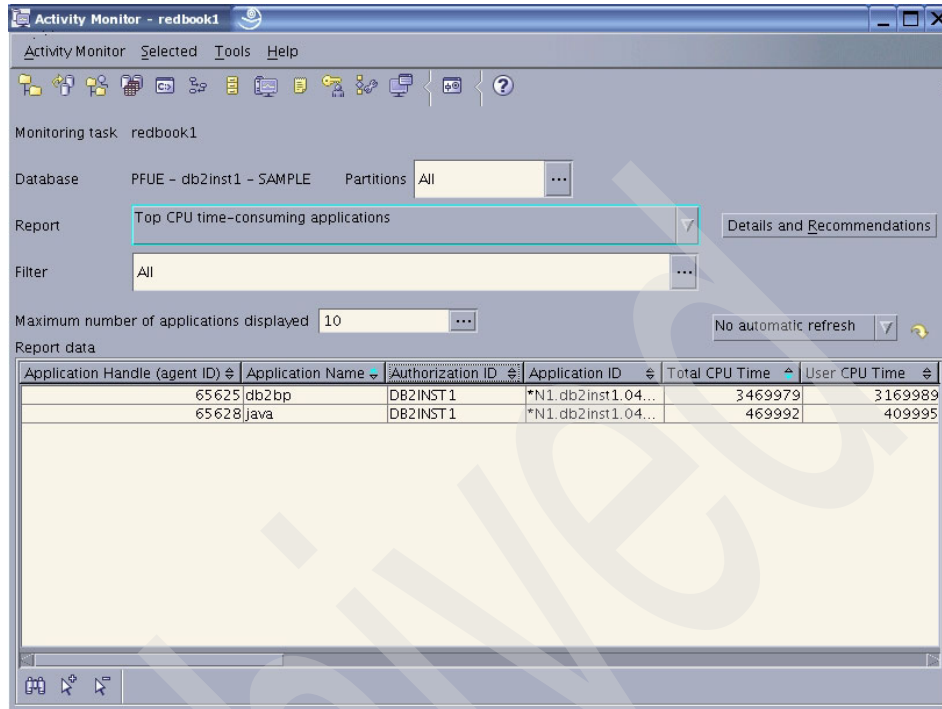 Activity Monitor - redbook1
Activity Monitor Selected Tools Help
Monitoring task redbook1
Database PFUE - db2inst1 - SAMPLE Partitions All ...
Report Top CPU time-consuming applications Details and Recommendations
Filter All ...
Maximum number of applications displayed 10 ... No automatic refresh
Report data
Application Handle (agent ID) Application Name Authorization ID Application ID Total CPU Time User CPU Time
65625 db2bp DB2INST1 *N1.db2inst1.04... 3469979 3169989
65628 java DB2INST1 *N1.db2inst1.04... 469992 409995